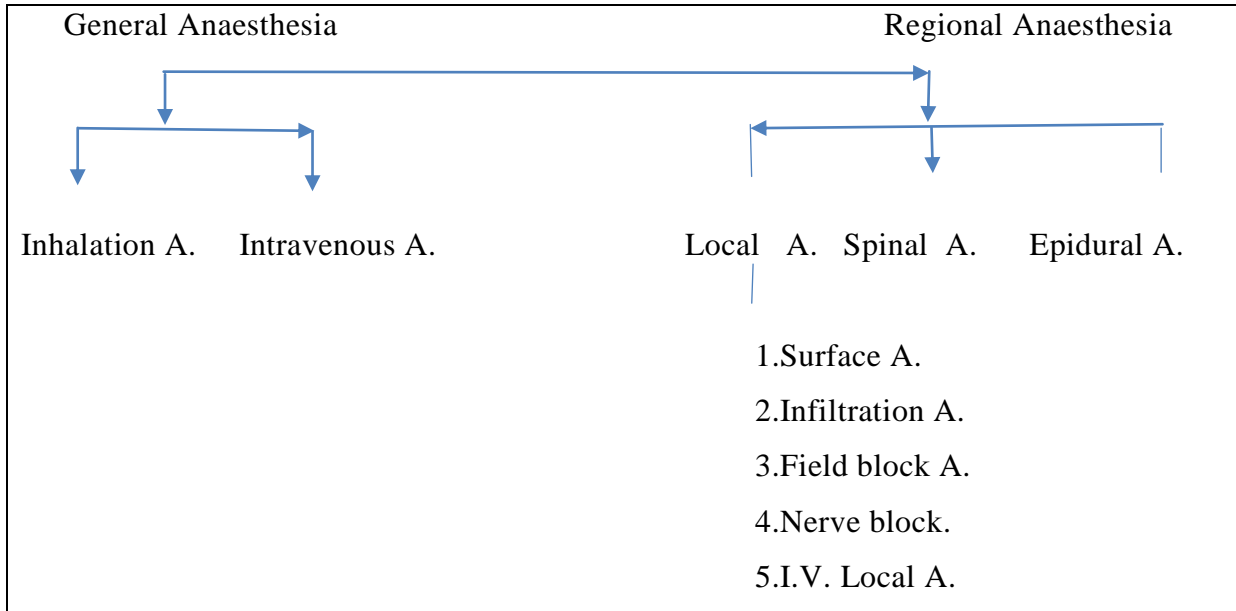 General Anaesthesia Regional Anaesthesia
Inhalation A. Intravenous A. Local A. Spinal A. Epidural A.
1.Surface A.
2.Infiltration A.
3.Field block A.
4.Nerve block.
5.I.V. Local A.